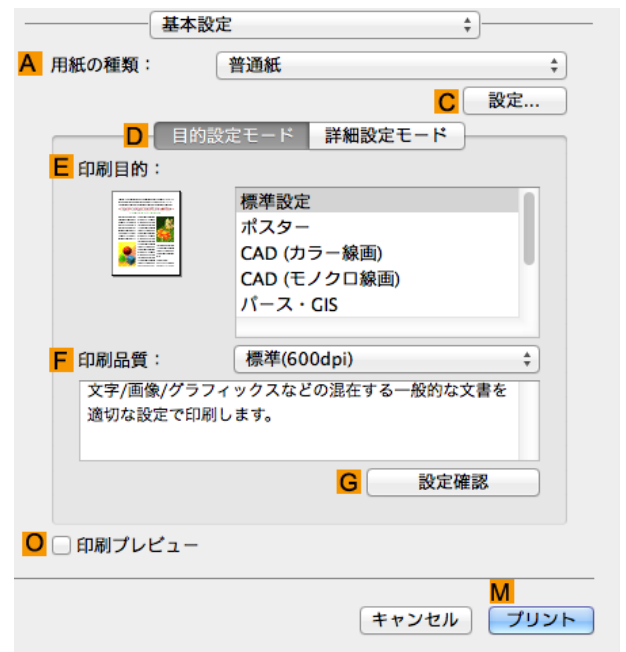 基本設定
A 用紙の種類： 普通紙
C 設定...
D 目的設定モード 詳細設定モード
E 印刷目的：
標準設定
ポスター
CAD (カラー線画)
CAD (モノクロ線画)
パース・GIS
F 印刷品質： 標準(600dpi)
文字/画像/グラフィックスなどの混在する一般的な文書を
適切な設定で印刷します。
G 設定確認
O 印刷プレビュー
M
キャンセル プリント